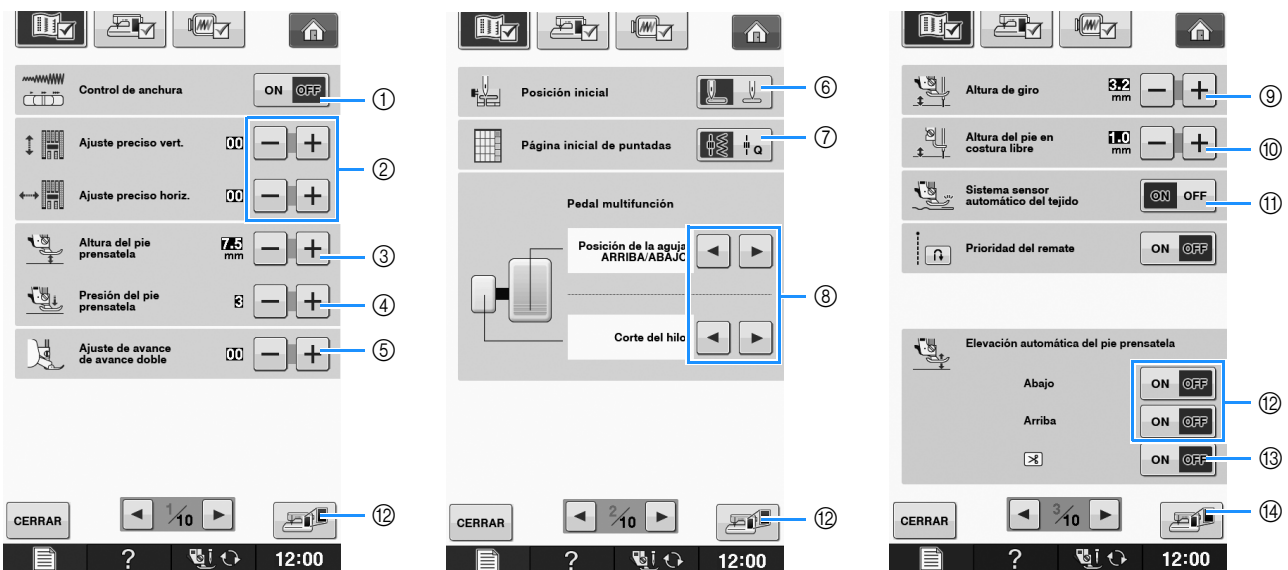 Control de anchura ON OFF ①
Ajuste preciso vert. 00 − +
②
Ajuste preciso horiz. 00 − +
Altura del pie
prensatela 7.5
mm − + ③
Presión del pie
prensatela 3 − + ④
Ajuste de avance
de avance doble 00 − + ⑤
CERRAR 1/10 ⑫
? 12:00
Posición inicial ⑥
Página inicial de puntadas Q ⑦
Pedal multifunción
Posición de la aguja
ARRIBA/ABAJO
⑧
Corte del hilo
CERRAR 2/10 ⑫
? 12:00
Altura de giro 3.2
mm − + ⑨
Altura del pie en
costura libre 1.0
mm − + ⑩
Sistema sensor
automático del tejido ON OFF ⑪
Prioridad del remate ON OFF
Elevación automática del pie prensatela
Abajo ON OFF
⑫
Arriba ON OFF
ON OFF ⑬
CERRAR 3/10 ⑭
? 12:00